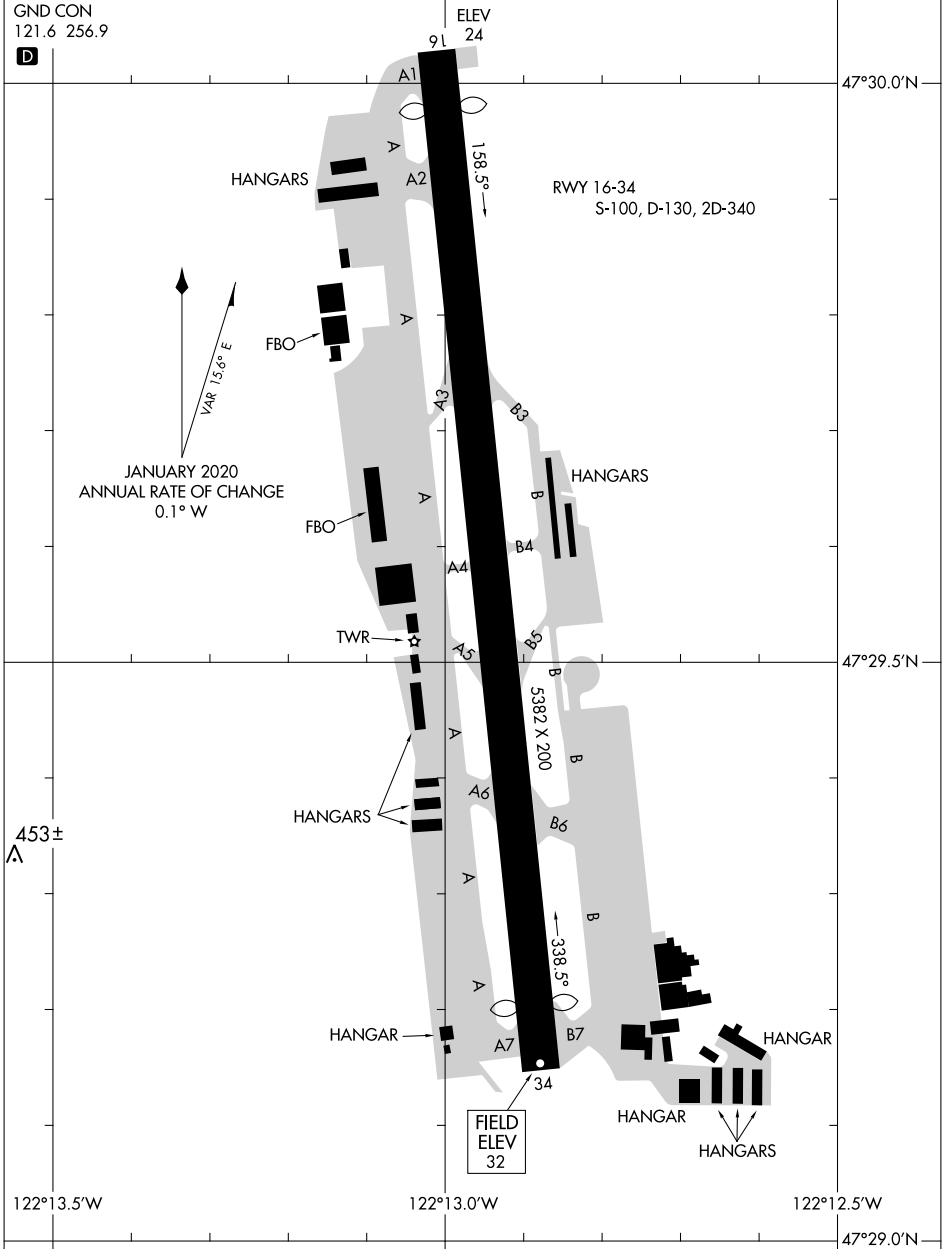 GND CON
121.6 256.9
D
ELEV
24
16
A1
47°30.0'N
A
HANGARS
A2
158.5°
RWY 16-34
S-100, D-130, 2D-340
VAR 15.6° E
A
FBO
A3
B3
JANUARY 2020
ANNUAL RATE OF CHANGE
0.1° W
HANGARS
A
B
FBO
B4
A4
TWR
A5
B5
47°29.5'N
B
5382 X 200
A
B
A6
HANGARS
B6
453±
A
B
338.5°
A
HANGAR
A7
B7
HANGAR
34
FIELD
ELEV
32
HANGAR
HANGARS
122°13.5'W
122°13.0'W
122°12.5'W
47°29.0'N